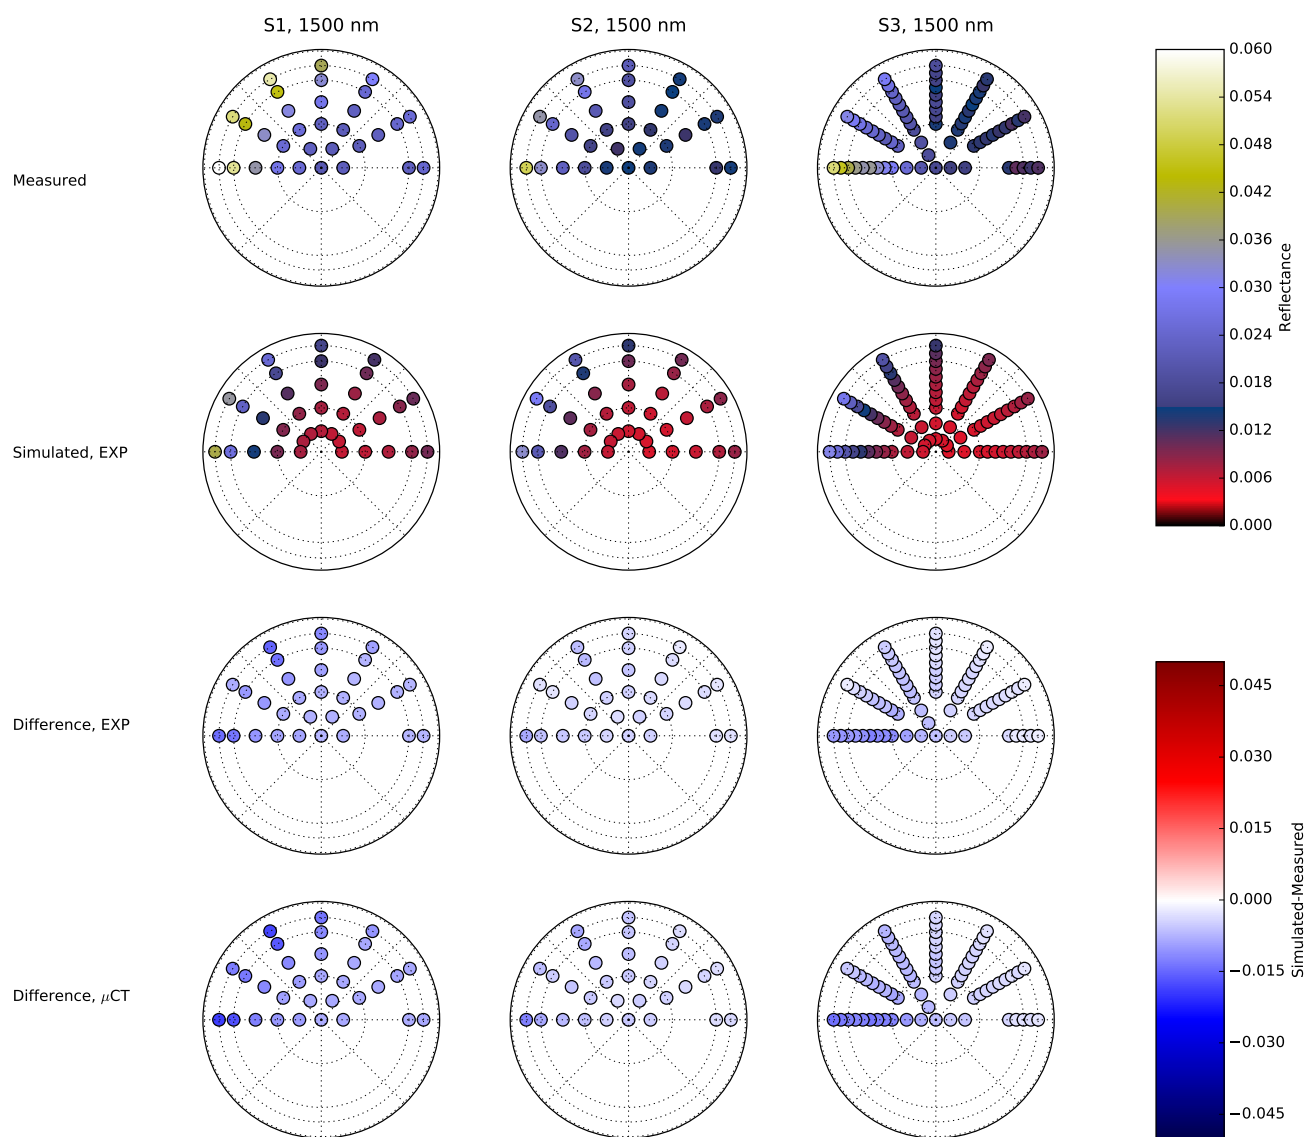 S1, 1500 nm
S2, 1500 nm
S3, 1500 nm
Measured
Simulated, EXP
Difference, EXP
Difference, μCT
0.060
0.054
0.048
0.042
0.036
0.030
0.024
0.018
0.012
0.006
0.000
Reflectance
0.045
0.030
0.015
0.000
−0.015
−0.030
−0.045
Simulated-Measured